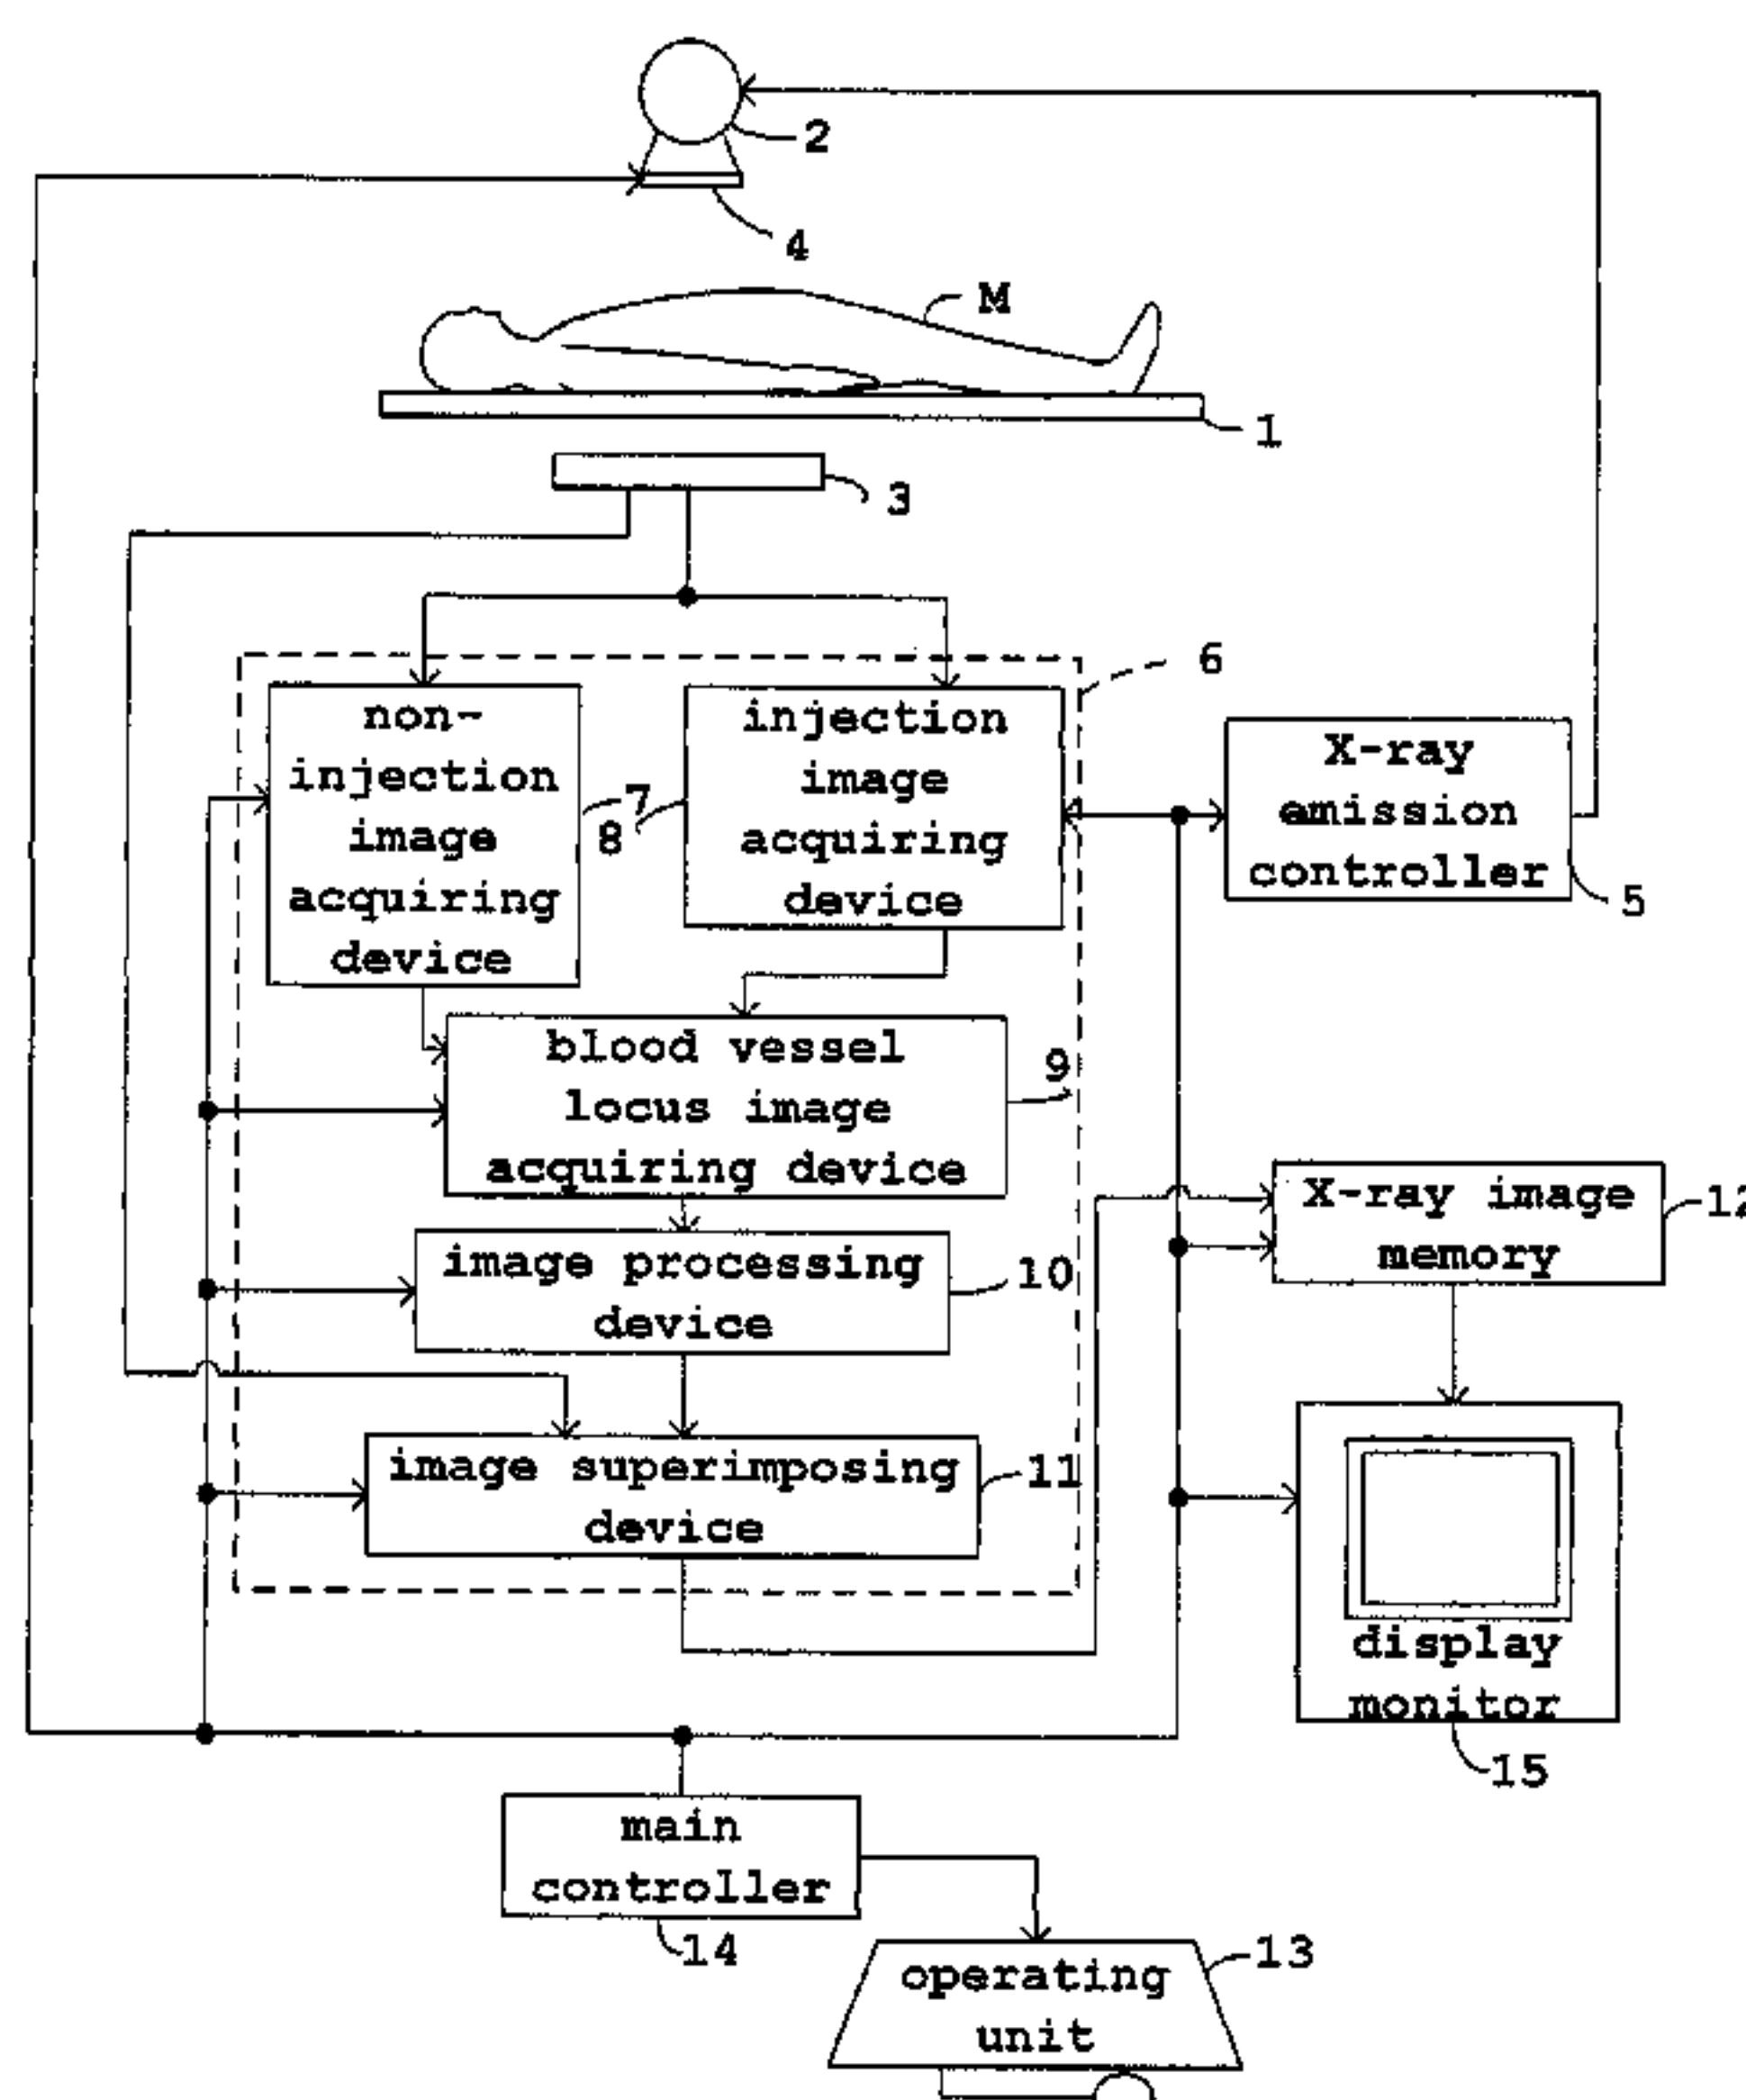 2
4
M
1
3
6
non-
injection
image
acquiring
device
7
8
injection
image
acquiring
device
X-ray
emission
controller
5
blood vessel
locus image
acquiring device
9
X-ray image
memory
12
image processing
device
10
image superimposing
device
11
display
monitor
15
main
controller
14
operating
unit
13